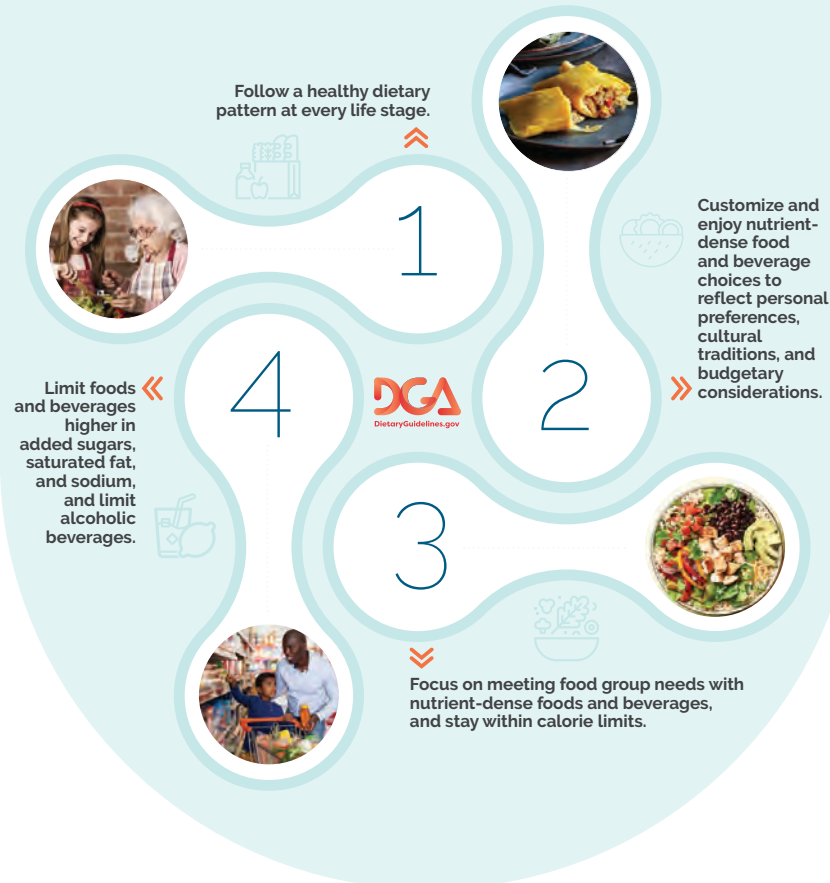 Follow a healthy dietary
pattern at every life stage.
1
Customize and
enjoy nutrient-
dense food
and beverage
choices to
reflect personal
preferences,
cultural
traditions, and
budgetary
considerations.
2
3
Focus on meeting food group needs with
nutrient-dense foods and beverages,
and stay within calorie limits.
4
Limit foods
and beverages
higher in
added sugars,
saturated fat,
and sodium,
and limit
alcoholic
beverages.
DGA
DietaryGuidelines.gov